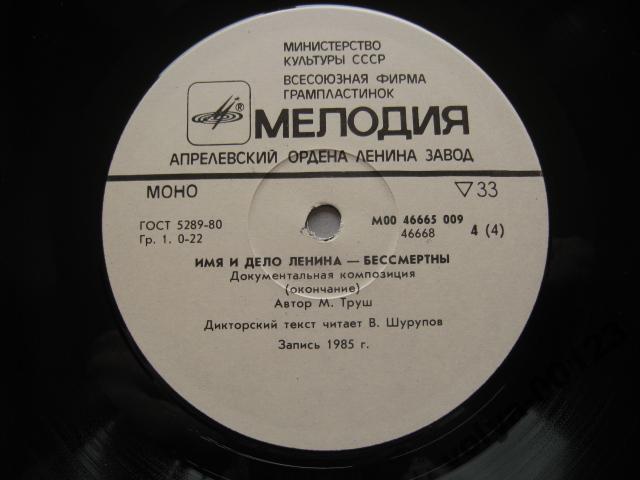 МИНИСТЕРСТВО
КУЛЬТУРЫ СССР
ВСЕСОЮЗНАЯ ФИРМА
ГРАМПЛАСТИНОК
® МЕЛОДИЯ
АПРЕЛЕВСКИЙ ОРДЕНА ЛЕНИНА ЗАВОД
МОНО ▽33
ГОСТ 5289-80 М00 46665 009
Гр. 1. 0-22 46668 4 (4)
ИМЯ И ДЕЛО ЛЕНИНА — БЕССМЕРТНЫ
Документальная композиция
(окончание)
Автор М. Труш
Дикторский текст читает В. Шурупов
Запись 1985 г.